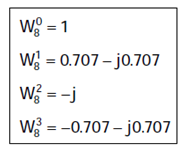 W₈⁰ = 1
W₈¹ = 0.707 – j0.707
W₈² = –j
W₈³ = –0.707 – j0.707